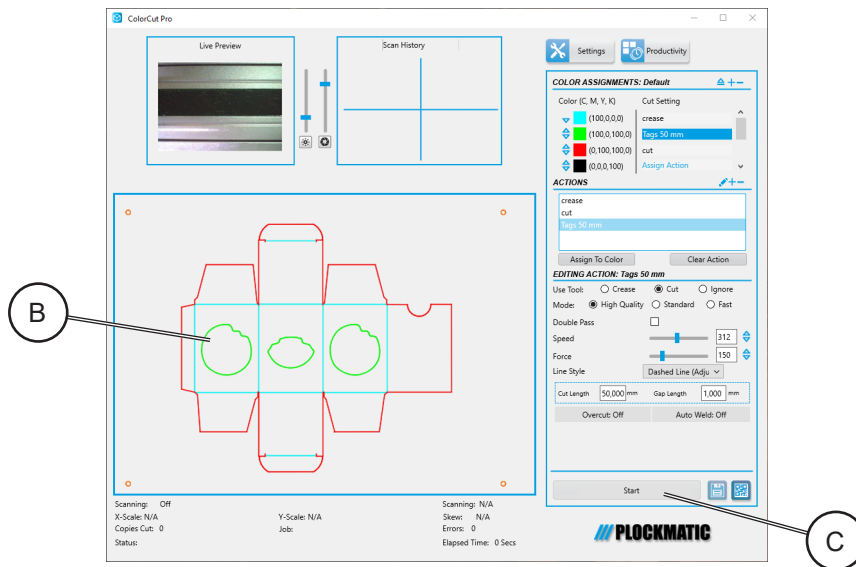 ColorCut Pro
Live Preview
Scan History
Settings
Productivity
COLOR ASSIGNMENTS: Default
Color (C, M, Y, K) Cut Setting
(100,0,0,0) crease
(100,0,100,0) Tags 50 mm
(0,100,100,0) cut
(0,0,0,100) Assign Action
ACTIONS
crease
cut
Tags 50 mm
Assign To Color Clear Action
EDITING ACTION: Tags 50 mm
Use Tool: Crease Cut Ignore
Mode: High Quality Standard Fast
Double Pass
Speed 312
Force 150
Line Style Dashed Line (Adju
Cut Length 50,000 mm Gap Length 1,000 mm
Overcut: Off Auto Weld: Off
Start
B
C
Scanning: Off Scanning: N/A
X-Scale: N/A Y-Scale: N/A Skew: N/A
Copies Cut: 0 Job: Errors: 0
Status: Elapsed Time: 0 Secs
PLOCKMATIC